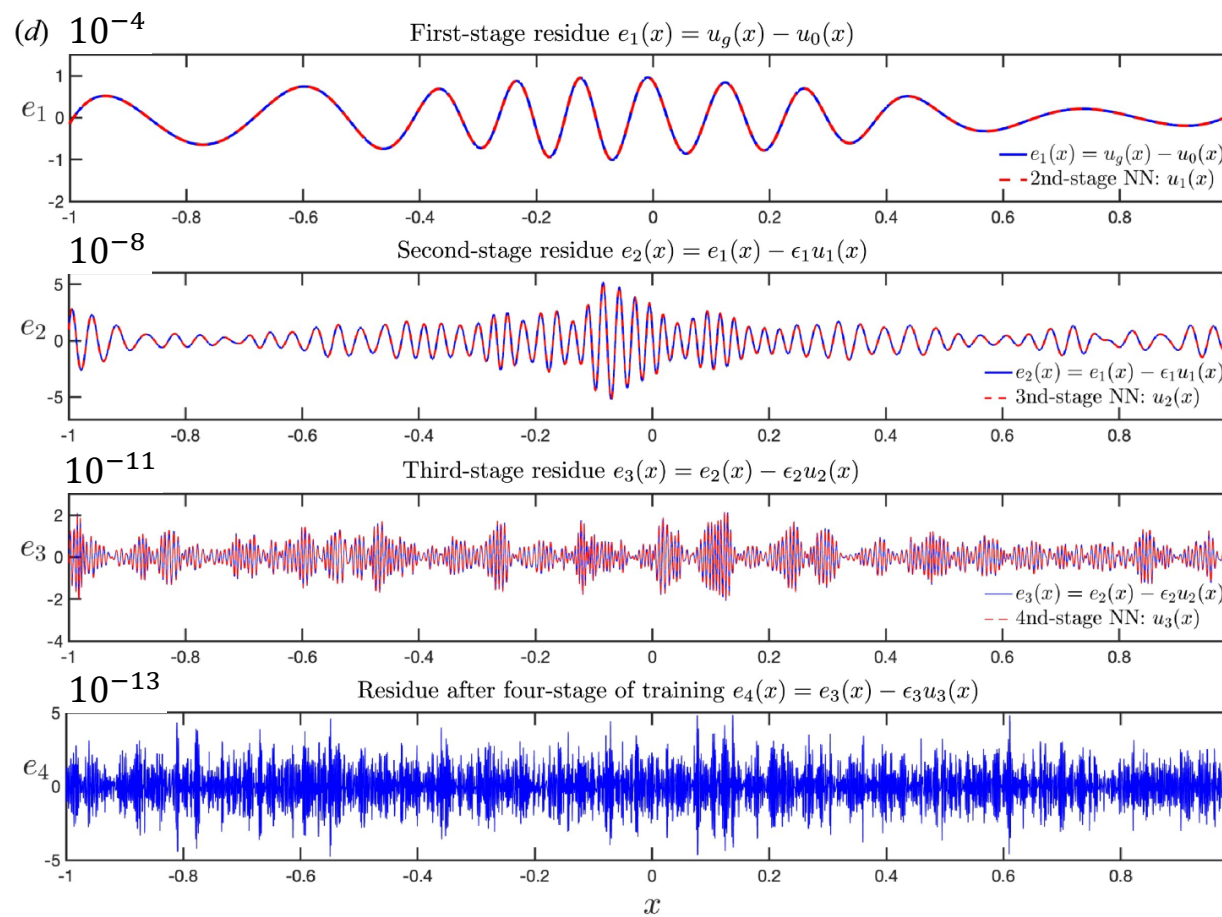 (d) 10⁻⁴
First-stage residue e₁(x) = u_g(x) − u₀(x)
1
0
-1
-2
e₁
e₁(x) = u_g(x) − u₀(x)
2nd-stage NN: u₁(x)
-1 -0.8 -0.6 -0.4 -0.2 0 0.2 0.4 0.6 0.8
10⁻⁸
Second-stage residue e₂(x) = e₁(x) − ϵ₁u₁(x)
5
0
-5
e₂
e₂(x) = e₁(x) − ϵ₁u₁(x)
3nd-stage NN: u₂(x)
-1 -0.8 -0.6 -0.4 -0.2 0 0.2 0.4 0.6 0.8
10⁻¹¹
Third-stage residue e₃(x) = e₂(x) − ϵ₂u₂(x)
2
0
-2
-4
e₃
e₃(x) = e₂(x) − ϵ₂u₂(x)
4nd-stage NN: u₃(x)
-1 -0.8 -0.6 -0.4 -0.2 0 0.2 0.4 0.6 0.8
10⁻¹³
Residue after four-stage of training e₄(x) = e₃(x) − ϵ₃u₃(x)
5
0
-5
e₄
-1 -0.8 -0.6 -0.4 -0.2 0 0.2 0.4 0.6 0.8
x